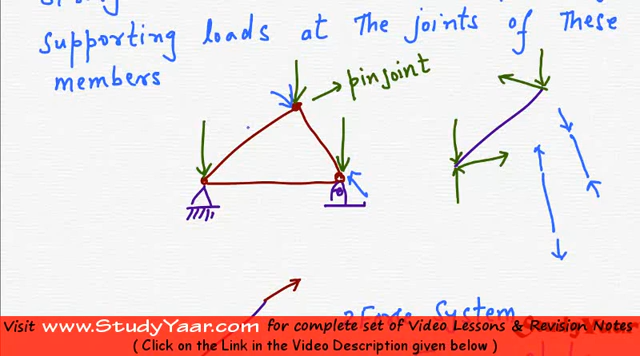 supporting loads at The joints of These
members
pin joint
System
Visit www.StudyYaar.com for complete set of Video Lessons & Revision Notes
( Click on the Link in the Video Description given below )